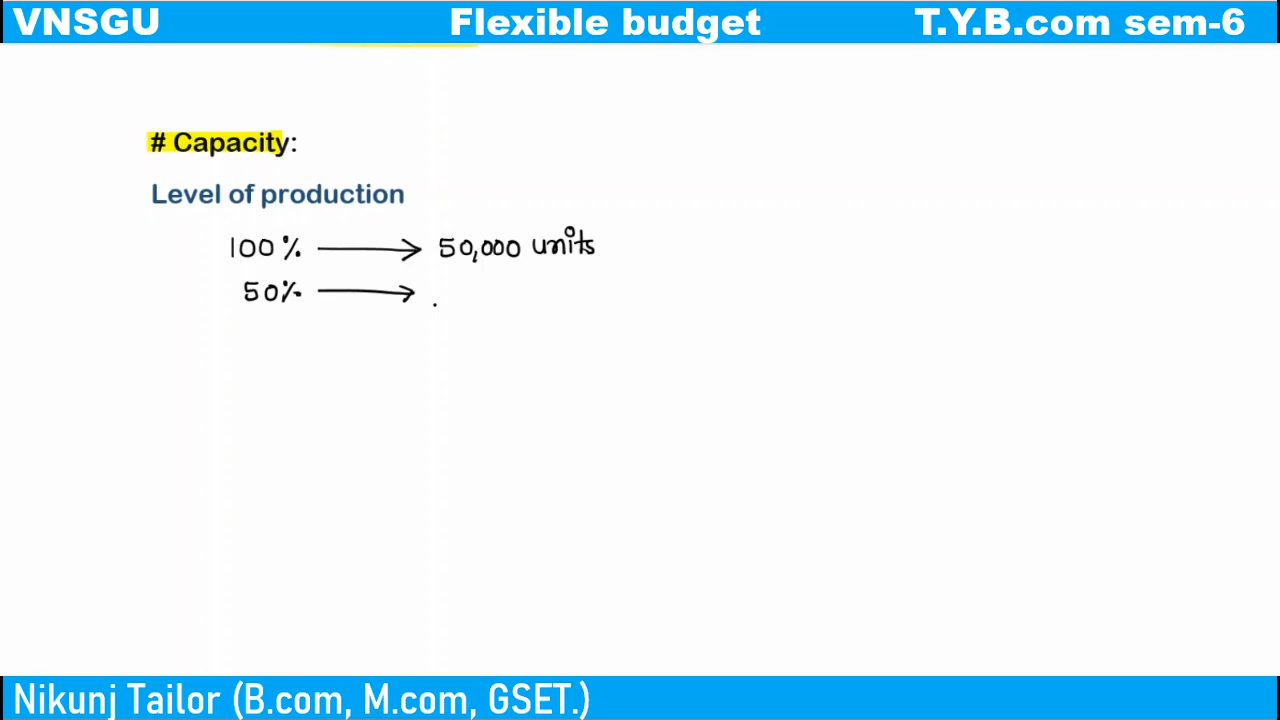 VNSGU Flexible budget T.Y.B.com sem-6
# Capacity:
Level of production
100% → 50,000 units
50% →
Nikunj Tailor (B.com, M.com, GSET.)